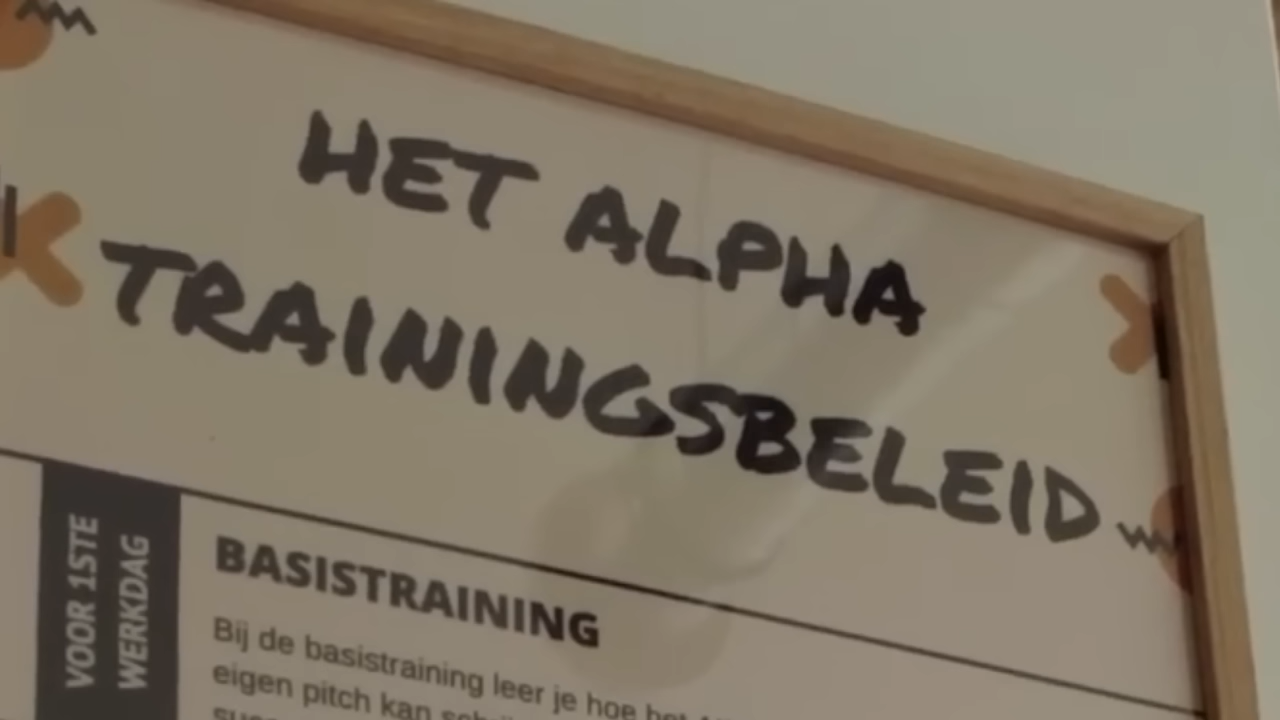 HET ALPHA
TRAININGSBELEID
VOOR 1STE
WERKDAG
BASISTRAINING
Bij de basistraining leer je hoe het
eigen pitch kan